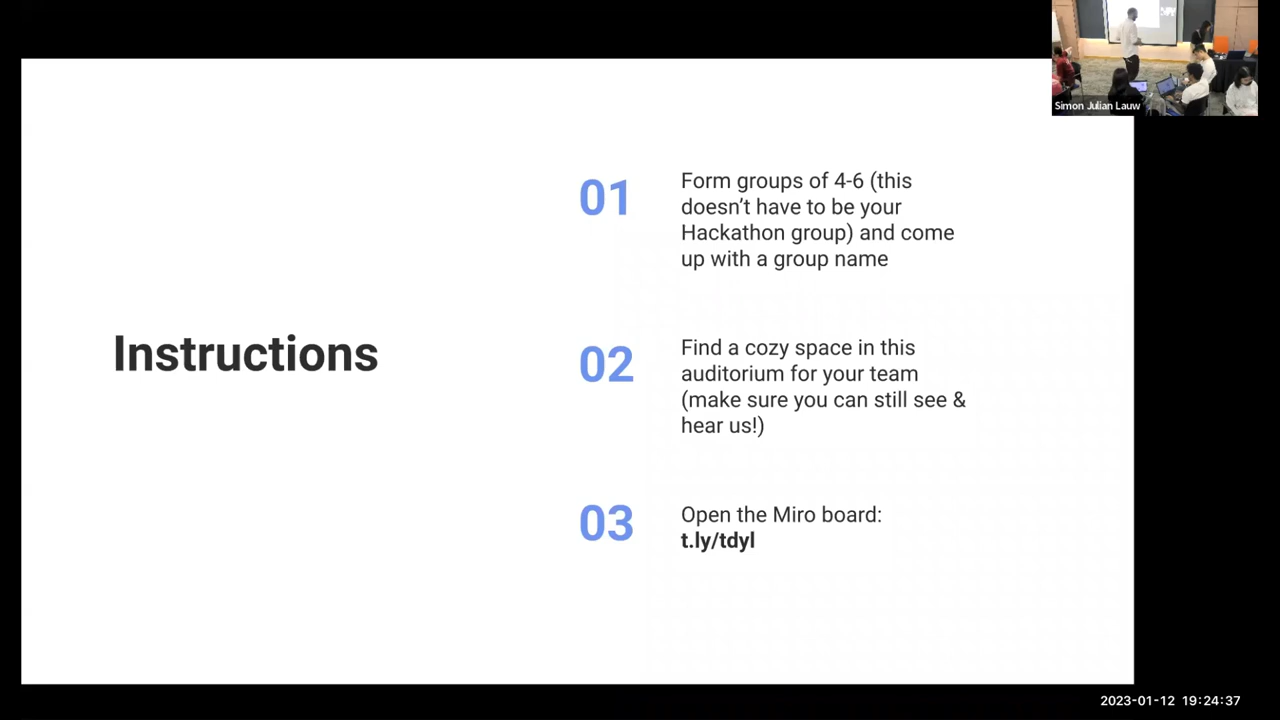 Simon Julian Lauw
Instructions
01
Form groups of 4-6 (this
doesn't have to be your
Hackathon group) and come
up with a group name
02
Find a cozy space in this
auditorium for your team
(make sure you can still see &
hear us!)
03
Open the Miro board:
t.ly/tdyl
2023-01-12 19:24:37